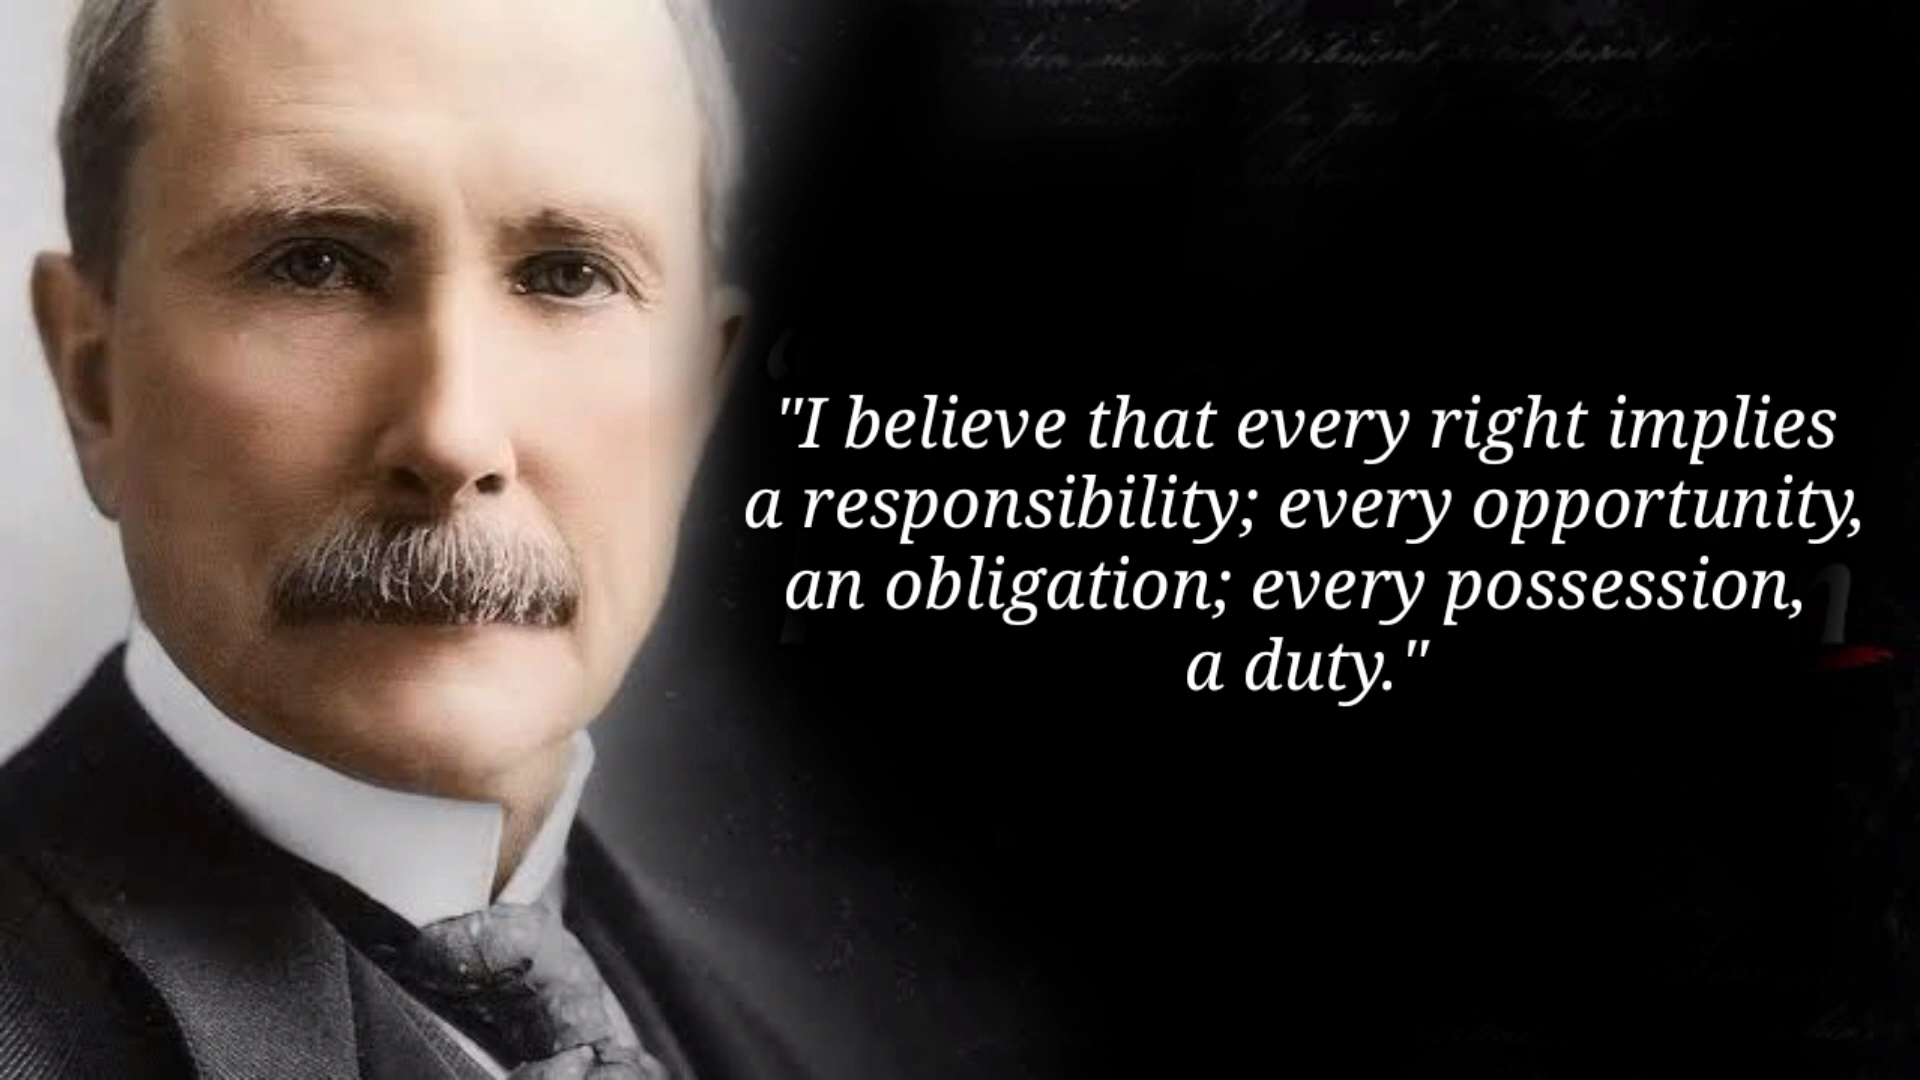 "I believe that every right implies
a responsibility; every opportunity,
an obligation; every possession,
a duty."